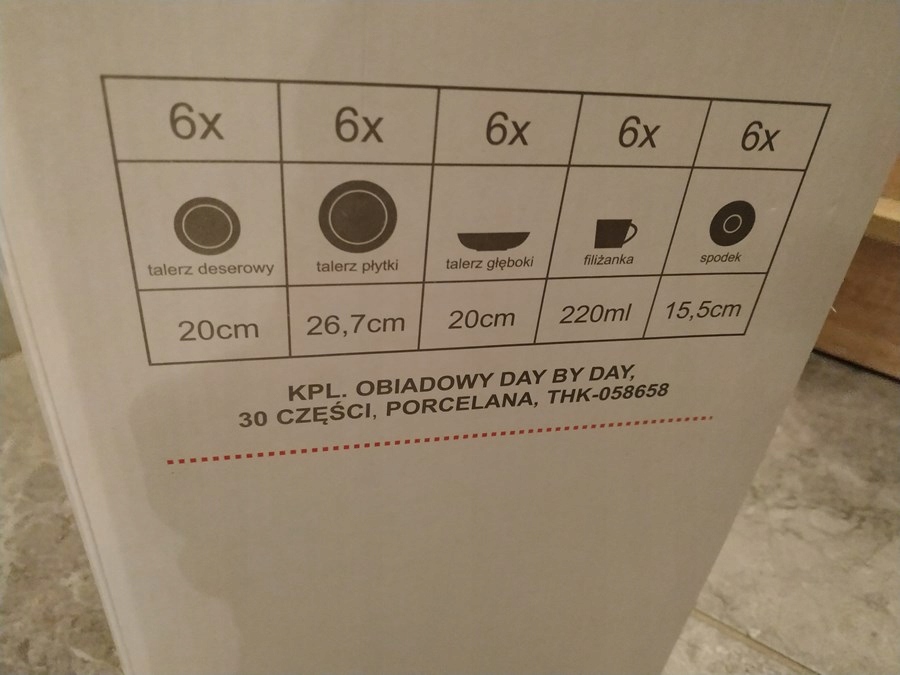 6x 6x 6x 6x 6x
talerz deserowy talerz płytki talerz głęboki filiżanka spodek
20cm 26,7cm 20cm 220ml 15,5cm
KPL. OBIADOWY DAY BY DAY,
30 CZĘŚCI, PORCELANA, THK-058658